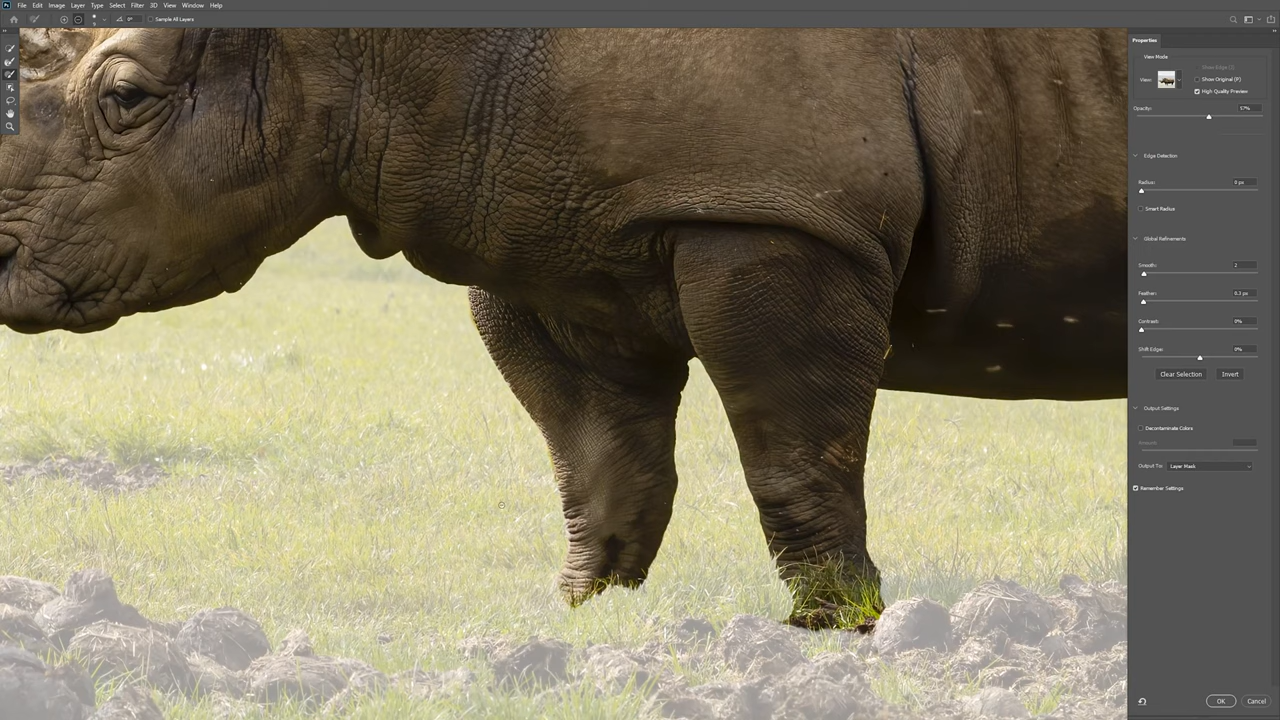 Ps File Edit Image Layer Type Select Filter 3D View Window Help
0° Sample All Layers
Properties
View Mode
View:
Show Edge (J)
Show Original (P)
High Quality Preview
Opacity: 57%
Edge Detection
Radius: 0 px
Smart Radius
Global Refinements
Smooth: 2
Feather: 0.3 px
Contrast: 0%
Shift Edge: 0%
Clear Selection Invert
Output Settings
Decontaminate Colors
Amount:
Output To: Layer Mask
Remember Settings
OK Cancel